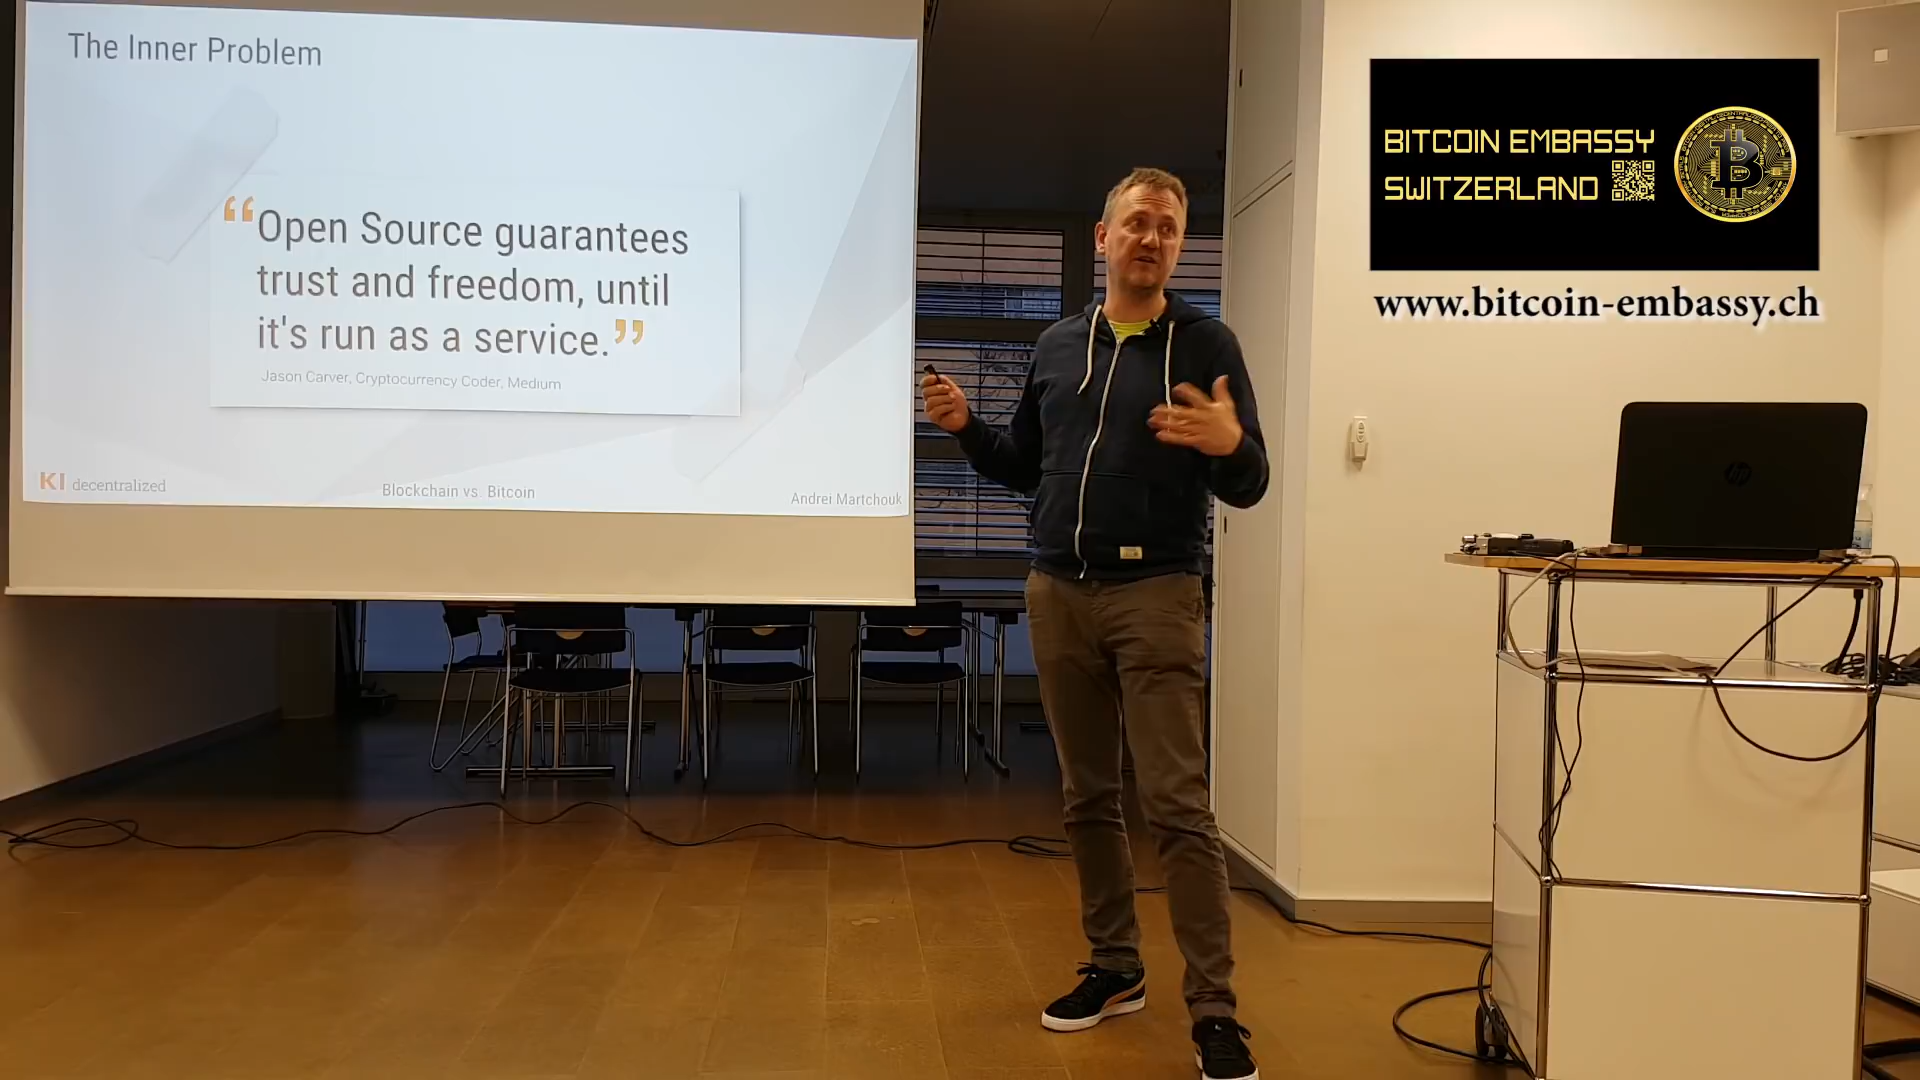 The Inner Problem
“Open Source guarantees
trust and freedom, until
it's run as a service.”
Jason Carver, Cryptocurrency Coder, Medium
KI decentralized
Blockchain vs. Bitcoin
Andrei Martchouk
BITCOIN EMBASSY
SWITZERLAND
www.bitcoin-embassy.ch
hp